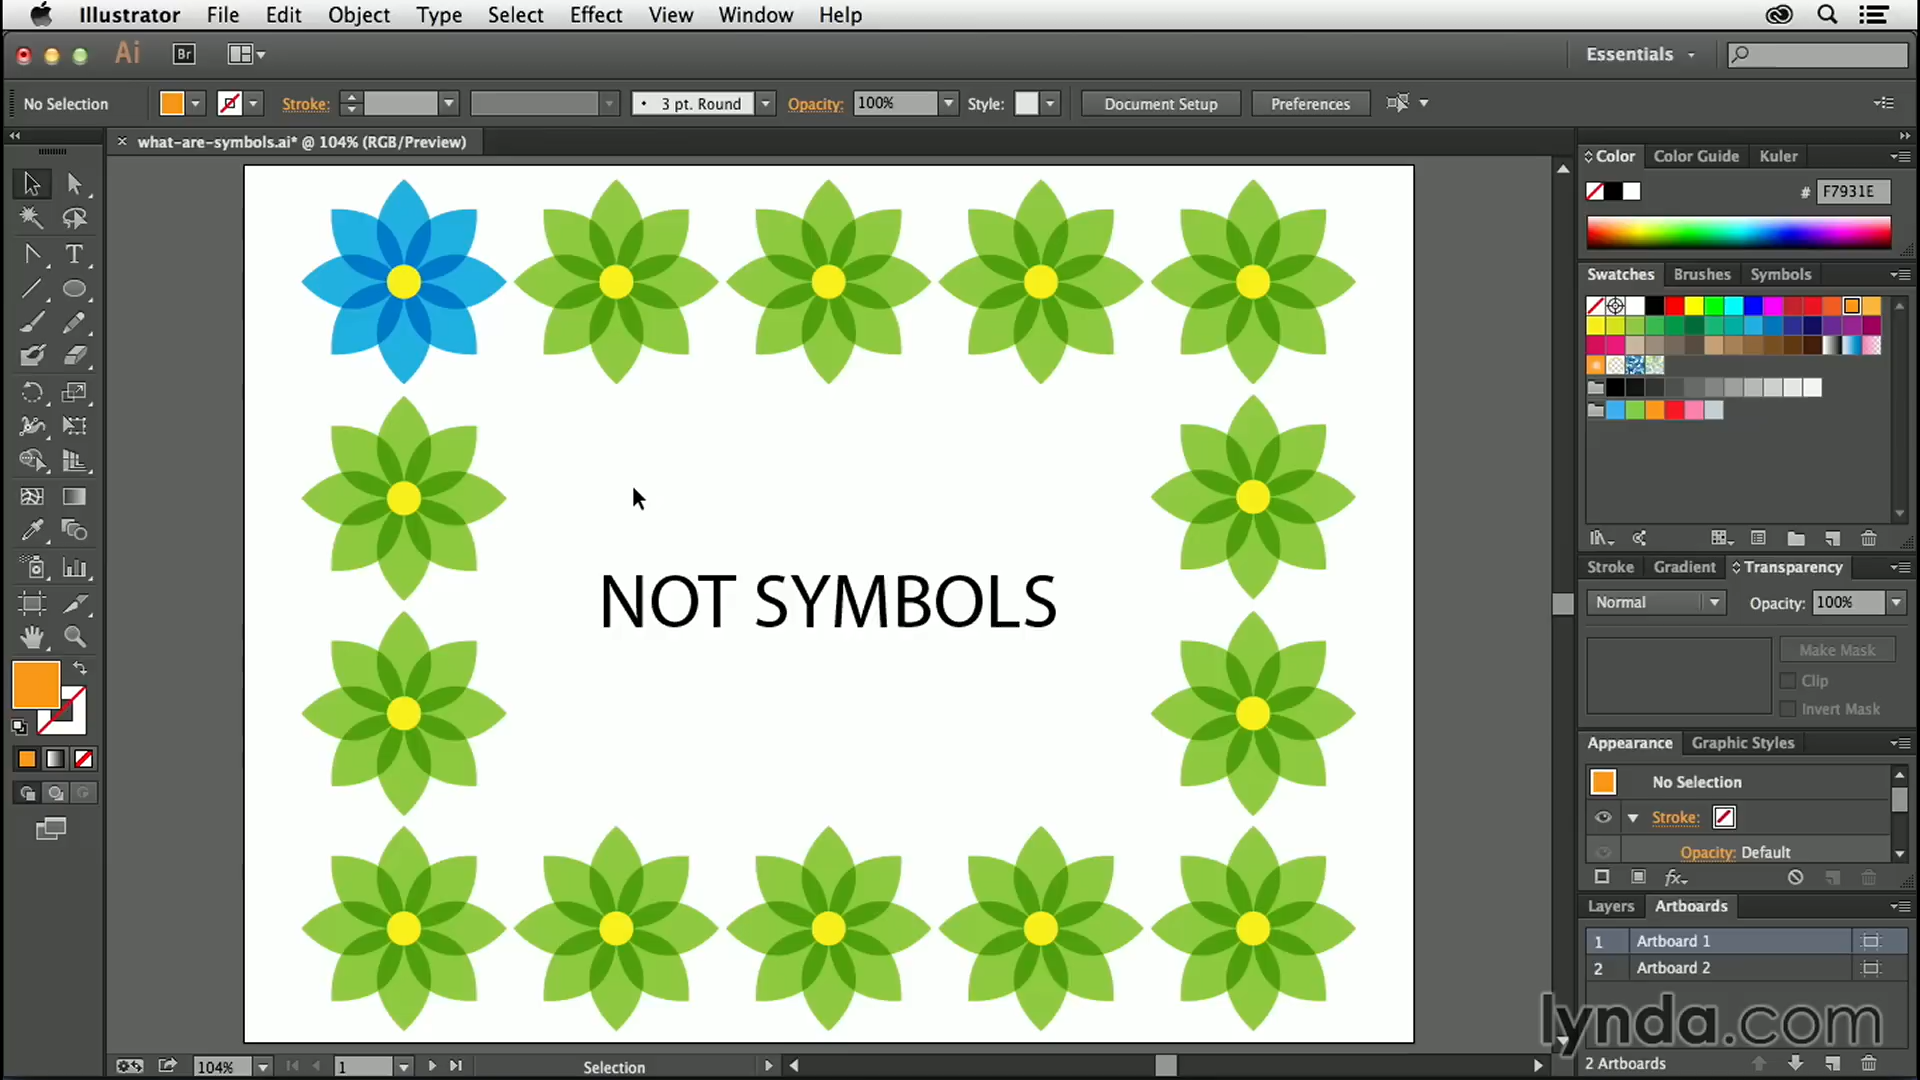 Illustrator File Edit Object Type Select Effect View Window Help
Ai Br Essentials
No Selection Stroke: 3 pt. Round Opacity: 100% Style: Document Setup Preferences
what-are-symbols.ai* @ 104% (RGB/Preview)
Color Color Guide Kuler
# F7931E
Swatches Brushes Symbols
NOT SYMBOLS
Stroke Gradient Transparency
Normal Opacity: 100%
Make Mask
Clip
Invert Mask
Appearance Graphic Styles
No Selection
Stroke:
Opacity: Default
fx
Layers Artboards
1 Artboard 1
2 Artboard 2
lynda.com
2 Artboards
104% 1 Selection